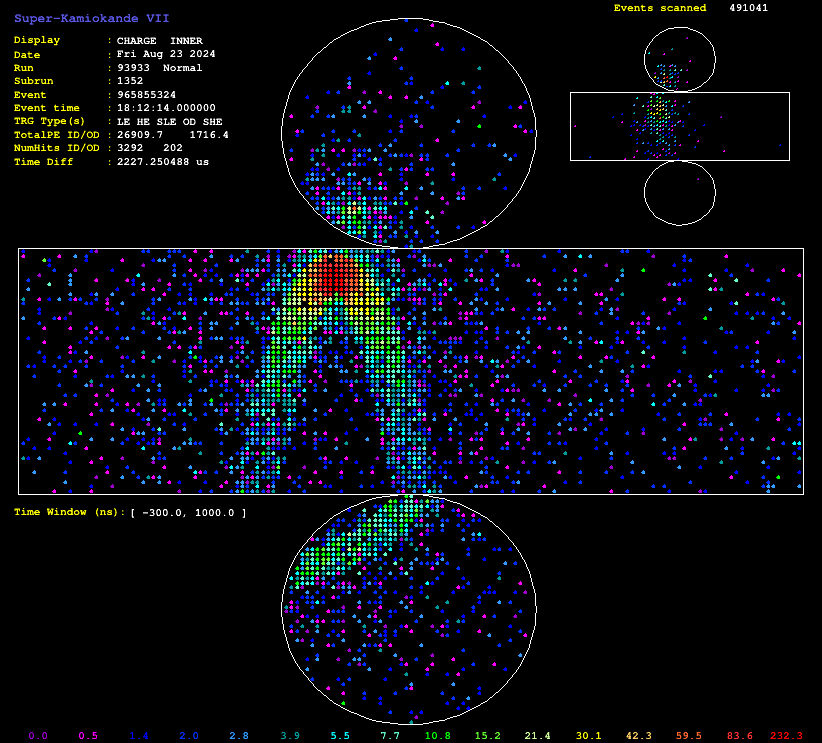 Super-Kamiokande VII
Events scanned 491041
Display : CHARGE INNER
Date : Fri Aug 23 2024
Run : 93933 Normal
Subrun : 1352
Event : 965855324
Event time : 18:12:14.000000
TRG Type(s) : LE HE SLE OD SHE
TotalPE ID/OD : 26909.7 1716.4
NumHits ID/OD : 3292 202
Time Diff : 2227.250488 us
Time Window (ns): [ -300.0, 1000.0 ]
0.0 0.5 1.4 2.0 2.8 3.9 5.5 7.7 10.8 15.2 21.4 30.1 42.3 59.5 83.6 232.3